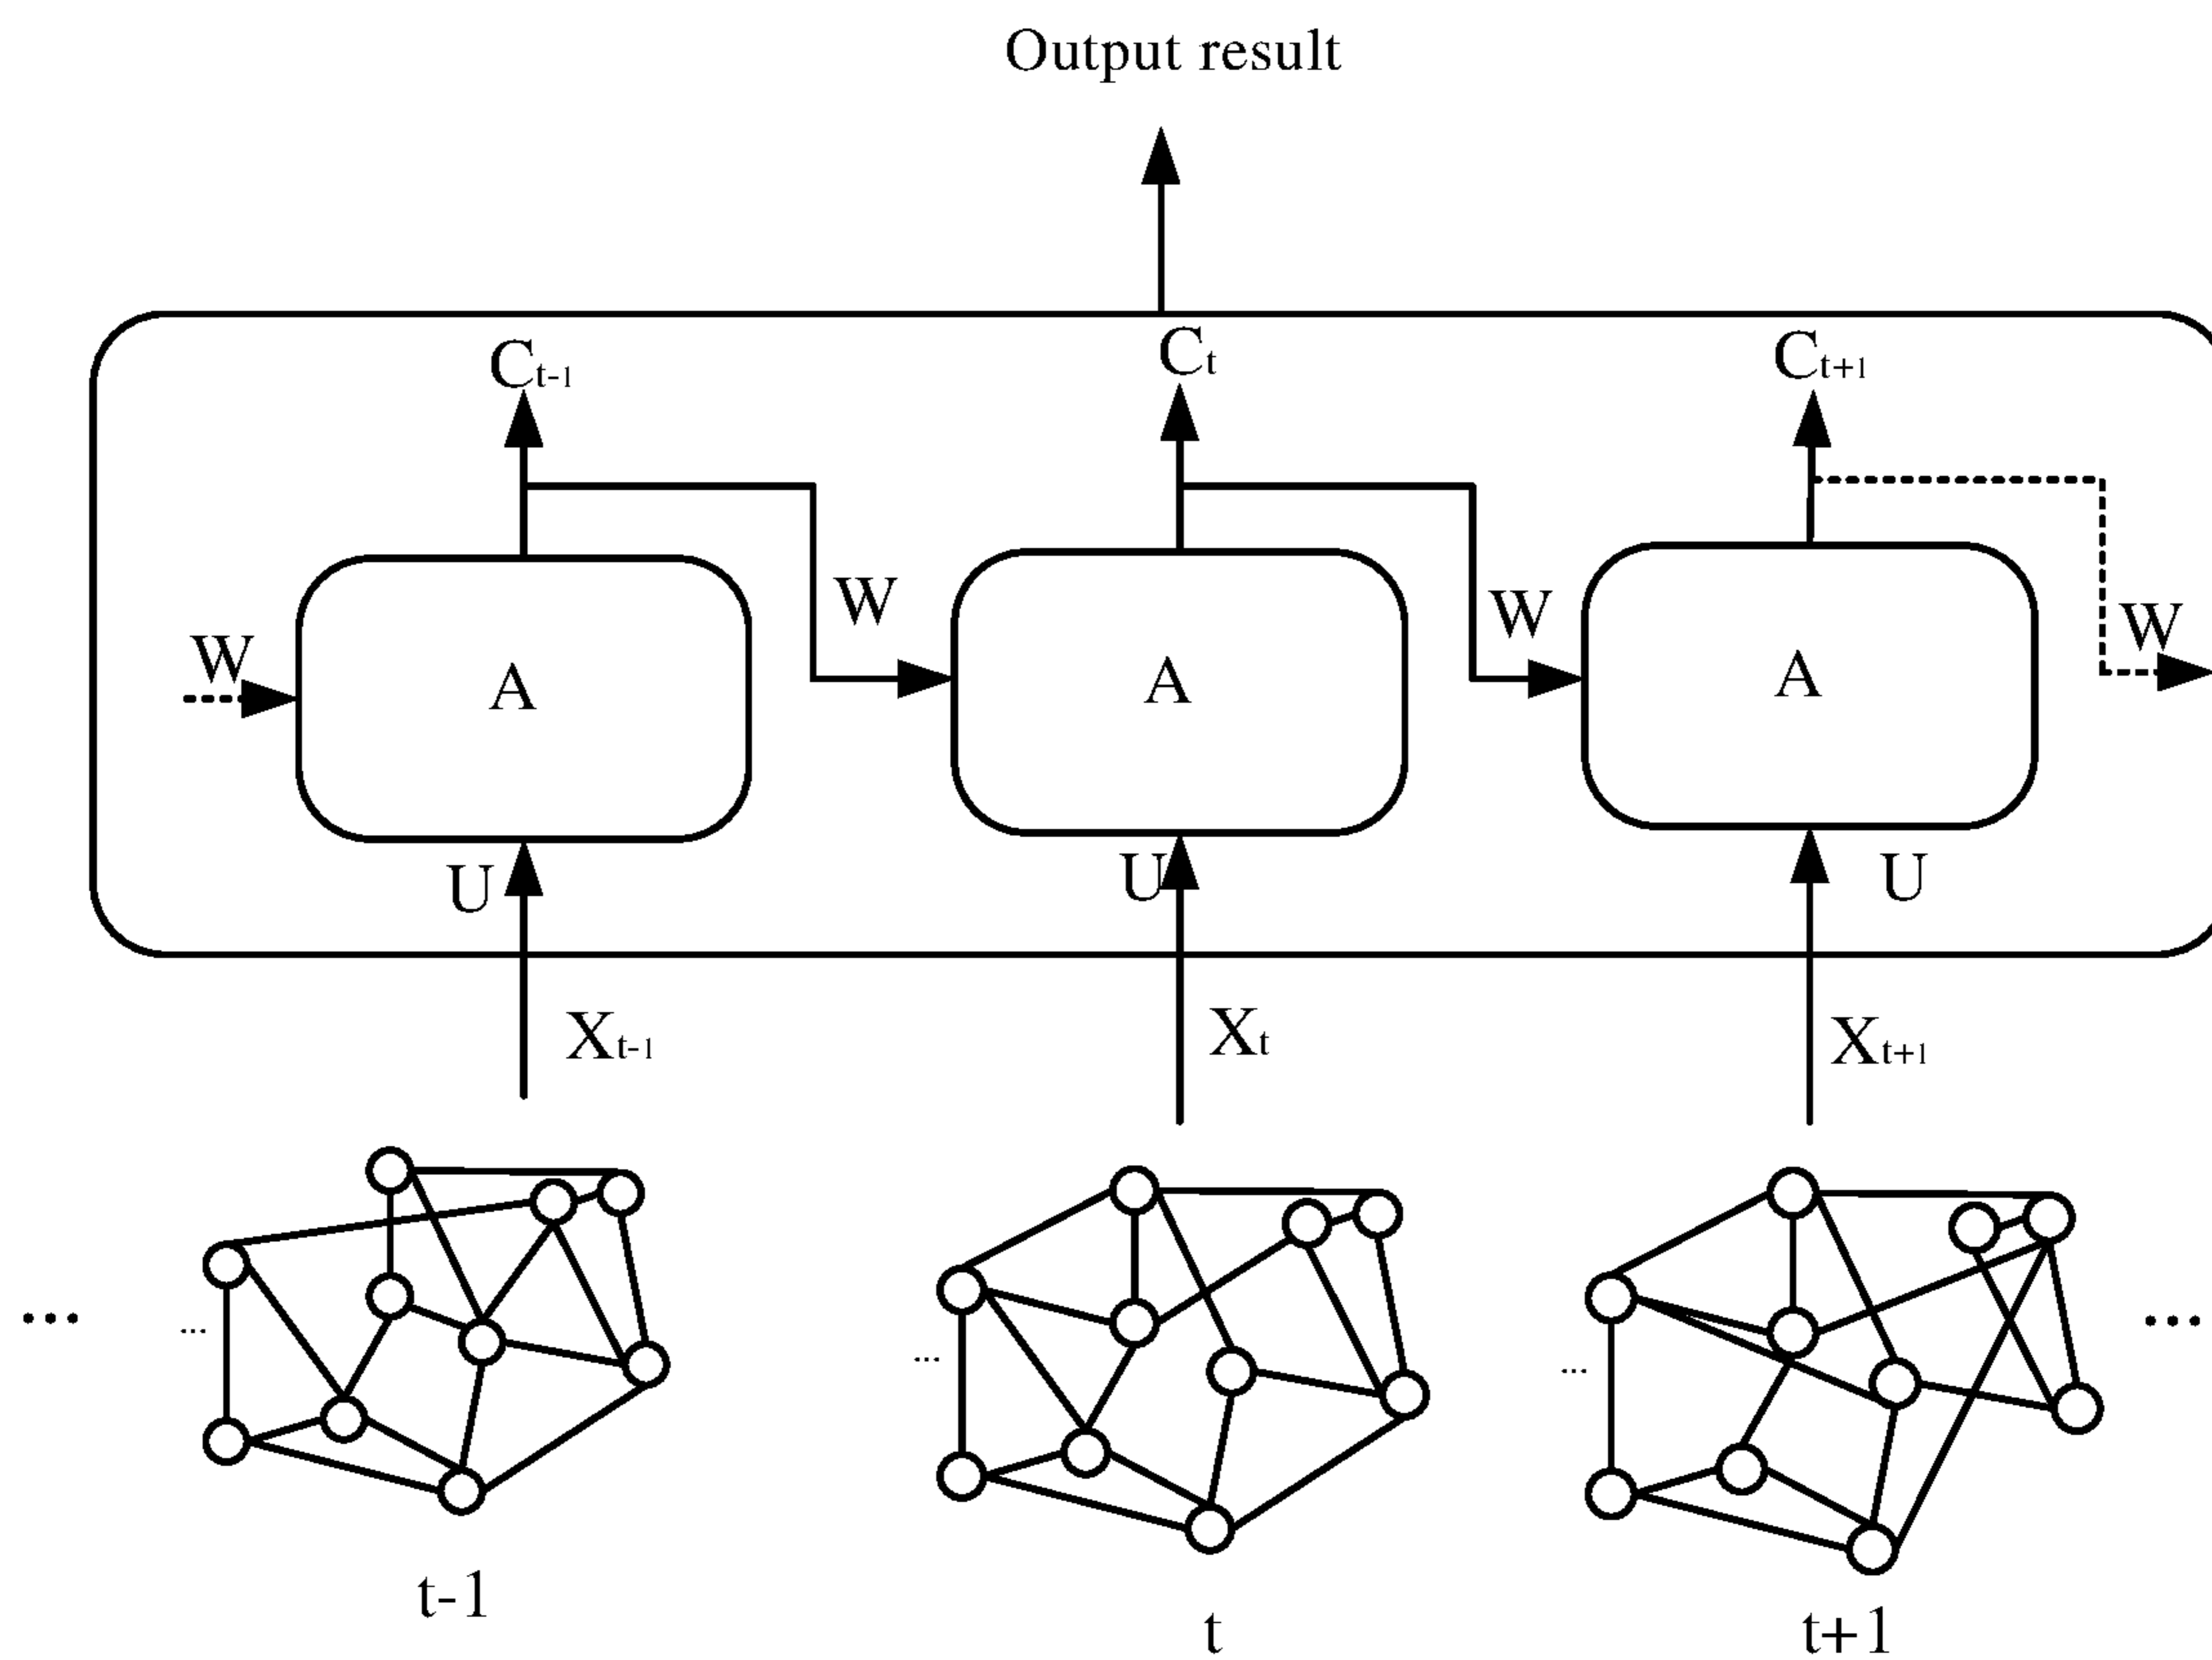 Output result
Ct-1
Ct
Ct+1
W
W
W
W
A
A
A
U
U
U
Xt-1
Xt
Xt+1
...
...
...
...
...
t-1
t
t+1